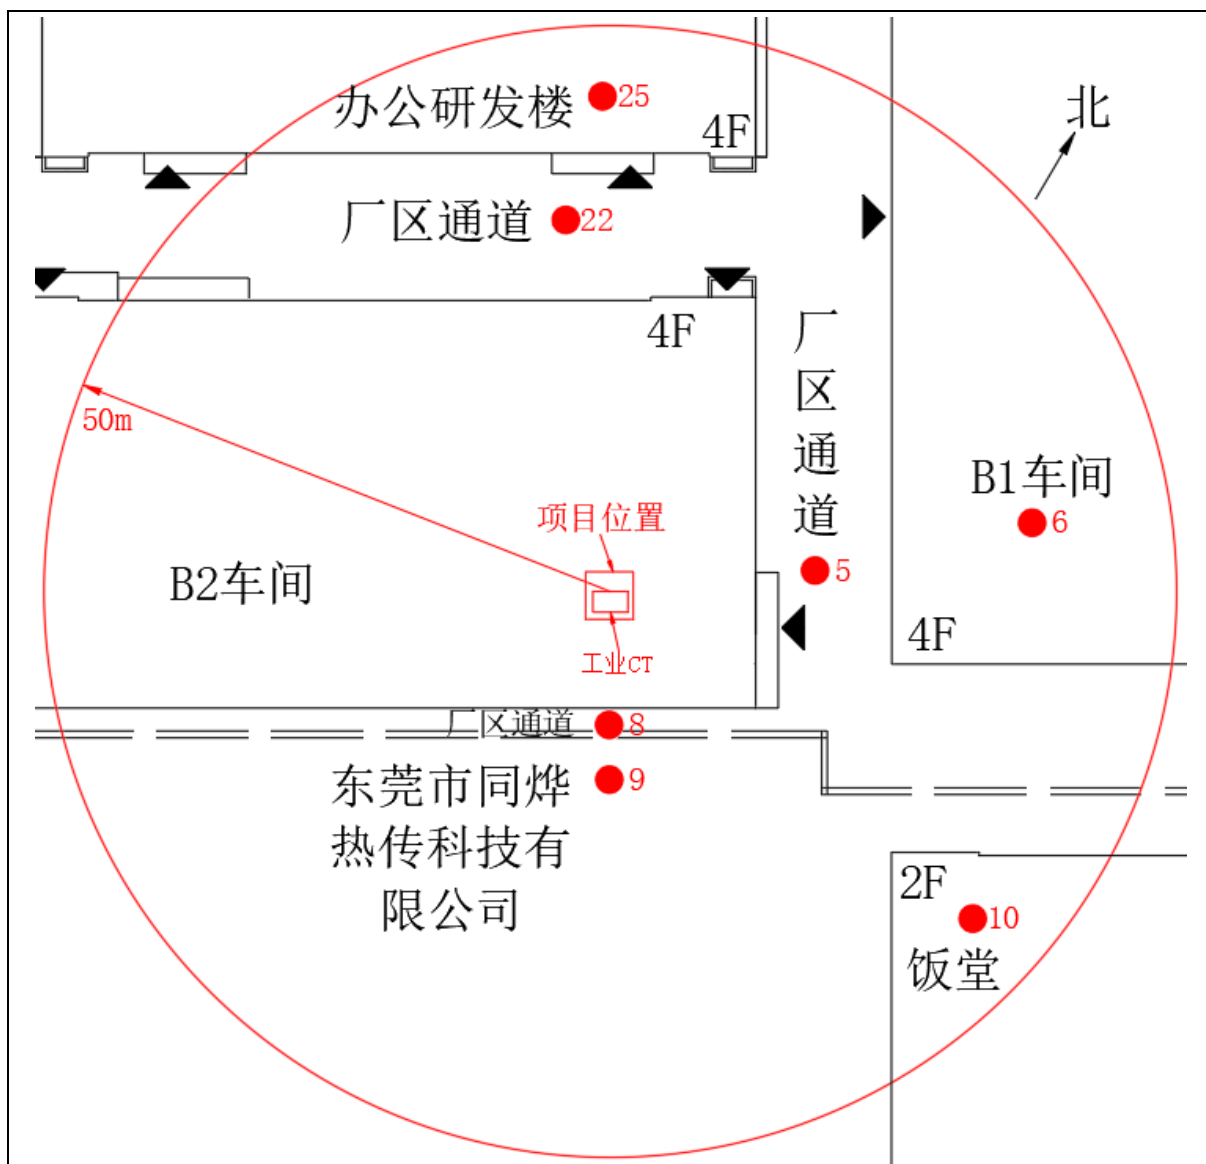 办公研发楼
25
4F
北
厂区通道
22
4F
厂区通道
50m
B1车间
6
项目位置
5
B2车间
4F
工业CT
厂区通道
8
东莞市同烨
9
热传科技有
限公司
2F
10
饭堂